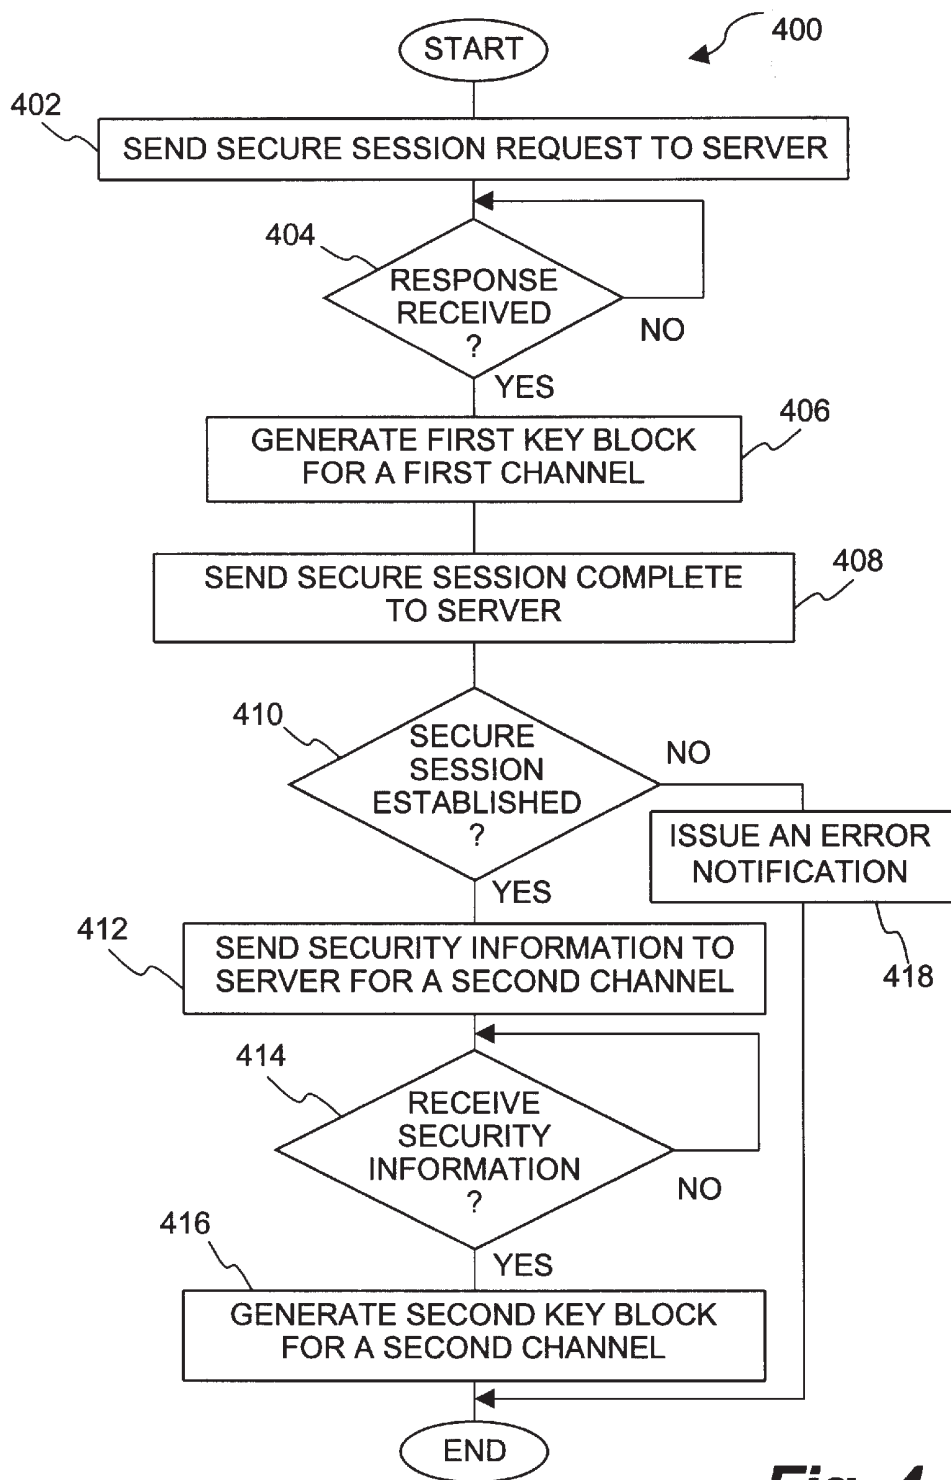 START
400
402
SEND SECURE SESSION REQUEST TO SERVER
404
RESPONSE
RECEIVED
?
NO
YES
406
GENERATE FIRST KEY BLOCK
FOR A FIRST CHANNEL
408
SEND SECURE SESSION COMPLETE
TO SERVER
410
SECURE
SESSION
ESTABLISHED
?
NO
YES
ISSUE AN ERROR
NOTIFICATION
418
412
SEND SECURITY INFORMATION TO
SERVER FOR A SECOND CHANNEL
414
RECEIVE
SECURITY
INFORMATION
?
NO
YES
416
GENERATE SECOND KEY BLOCK
FOR A SECOND CHANNEL
END